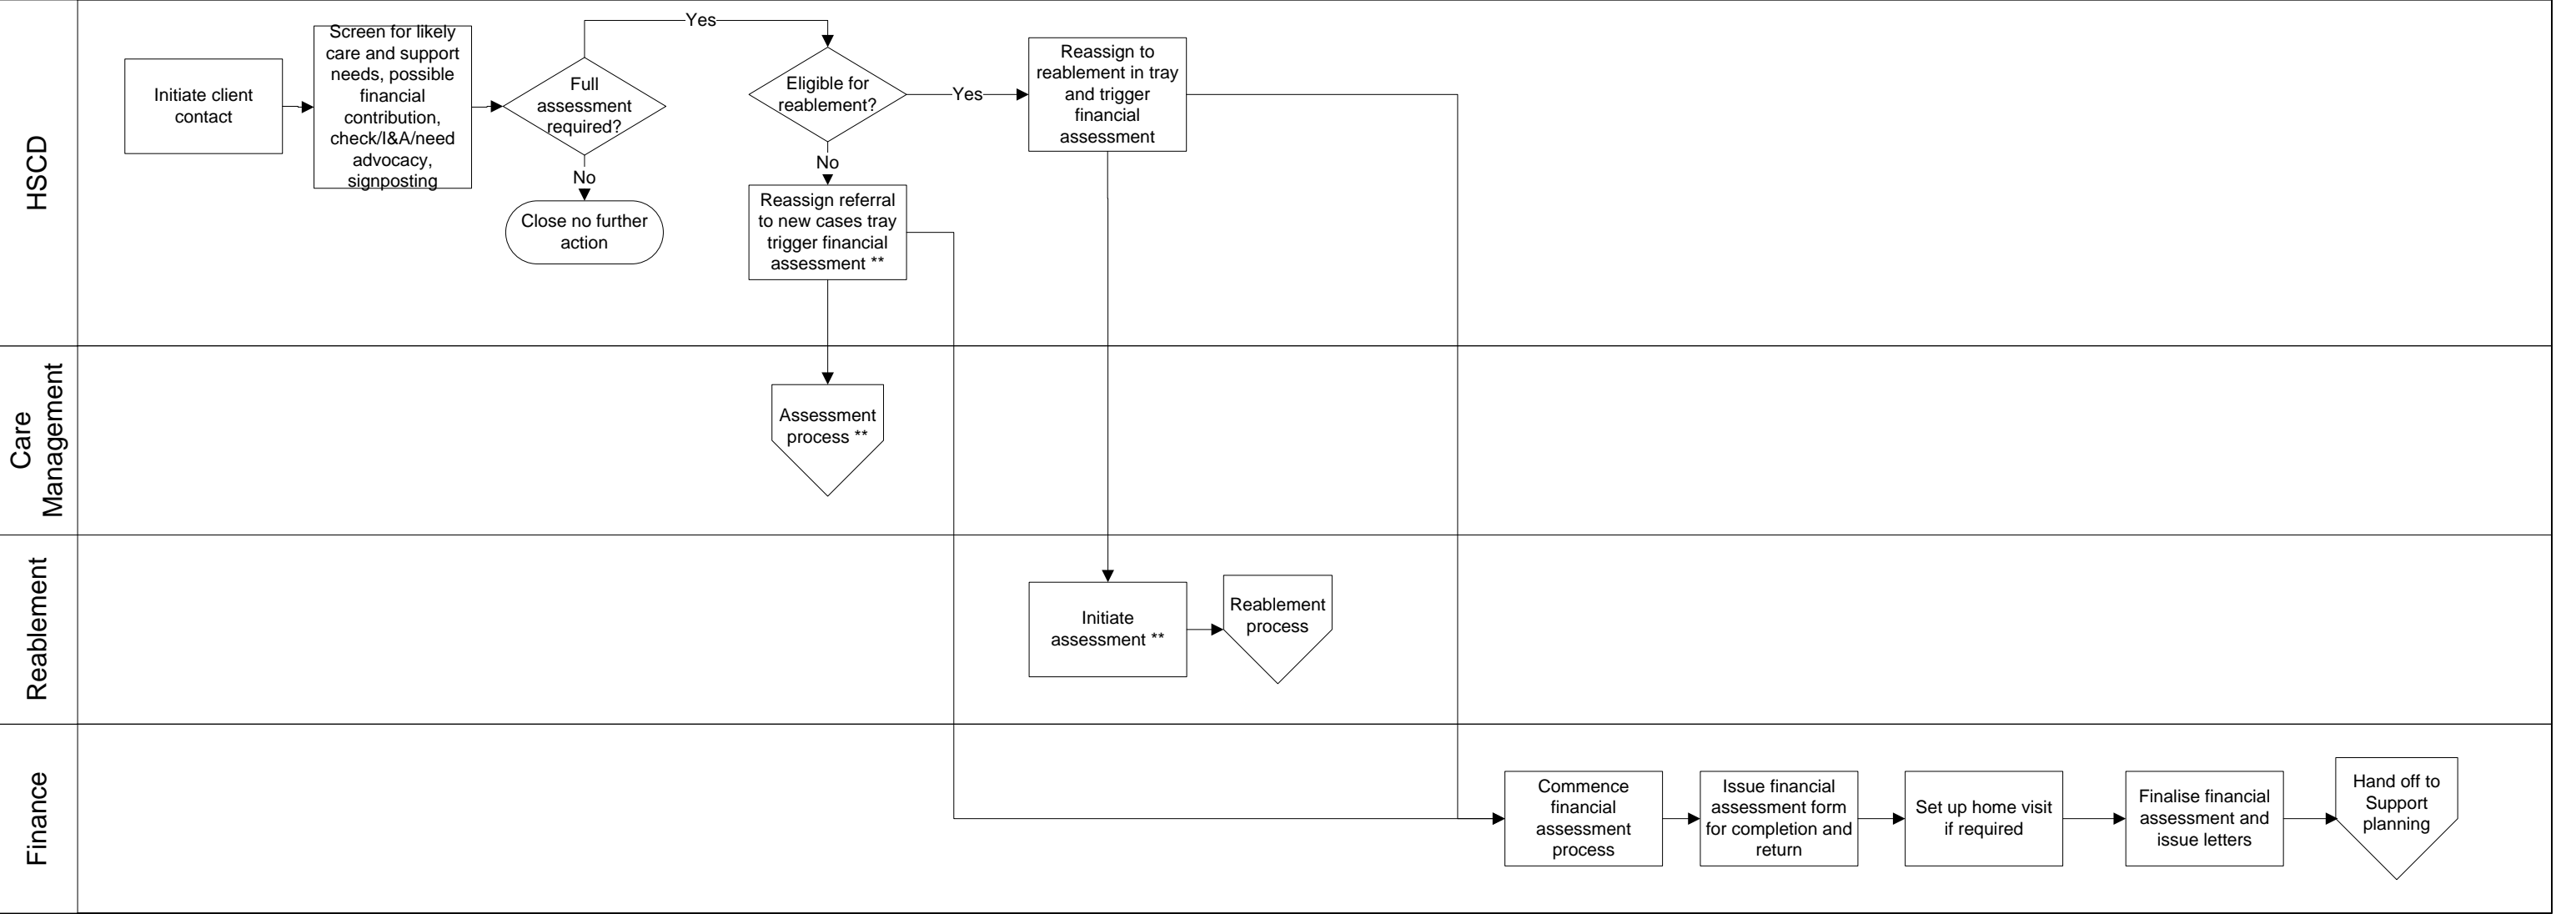 HSCD
Initiate client
contact
Screen for likely
care and support
needs, possible
financial
contribution,
check/I&A/need
advocacy,
signposting
Full
assessment
required?
Yes
No
Close no further
action
Eligible for
reablement?
Yes
No
Reassign referral
to new cases tray
trigger financial
assessment **
Reassign to
reablement in tray
and trigger
financial
assessment
Care
Management
Assessment
process **
Reablement
Initiate
assessment **
Reablement
process
Finance
Commence
financial
assessment
process
Issue financial
assessment form
for completion and
return
Set up home visit
if required
Finalise financial
assessment and
issue letters
Hand off to
Support
planning